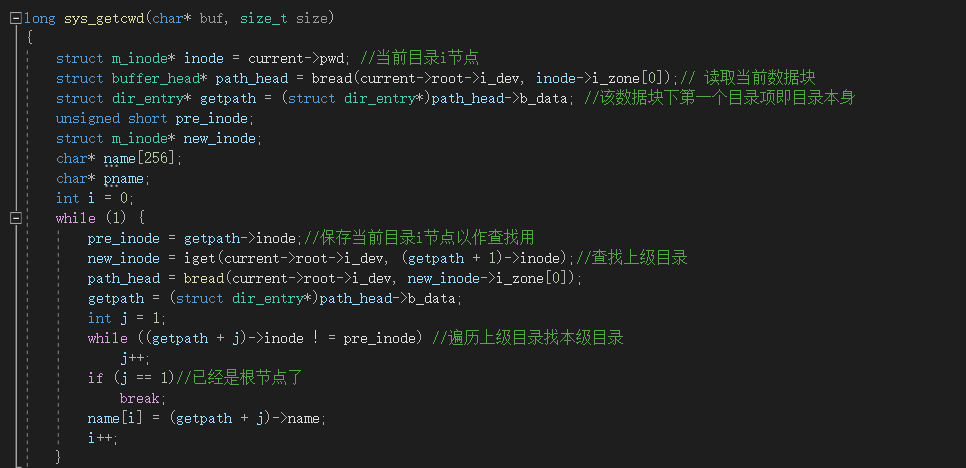 long sys_getcwd(char* buf, size_t size)
{
    struct m_inode* inode = current->pwd; //当前目录i节点
    struct buffer_head* path_head = bread(current->root->i_dev, inode->i_zone[0]);// 读取当前数据块
    struct dir_entry* getpath = (struct dir_entry*)path_head->b_data; //该数据块下第一个目录项即目录本身
    unsigned short pre_inode;
    struct m_inode* new_inode;
    char* name[256];
    char* pname;
    int i = 0;
    while (1) {
        pre_inode = getpath->inode;//保存当前目录i节点以作查找用
        new_inode = iget(current->root->i_dev, (getpath + 1)->inode);//查找上级目录
        path_head = bread(current->root->i_dev, new_inode->i_zone[0]);
        getpath = (struct dir_entry*)path_head->b_data;
        int j = 1;
        while ((getpath + j)->inode ! = pre_inode) //遍历上级目录找本级目录
            j++;
        if (j == 1)//已经是根节点了
            break;
        name[i] = (getpath + j)->name;
        i++;
    }